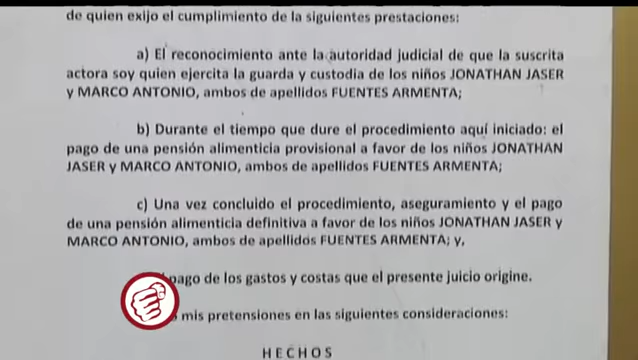 de quien exijo el cumplimiento de la siguientes prestaciones:
a) El reconocimiento ante la autoridad judicial de que la suscrita
actora soy quien ejercita la guarda y custodia de los niños JONATHAN JASER
y MARCO ANTONIO, ambos de apellidos FUENTES ARMENTA;
b) Durante el tiempo que dure el procedimiento aquí iniciado: el
pago de una pensión alimenticia provisional a favor de los niños JONATHAN
JASER y MARCO ANTONIO, ambos de apellidos FUENTES ARMENTA;
c) Una vez concluido el procedimiento, aseguramiento y el pago
de una pensión alimenticia definitiva a favor de los niños JONATHAN JASER y
MARCO ANTONIO, ambos de apellidos FUENTES ARMENTA; y,
pago de los gastos y costas que el presente juicio origine.
mis pretensiones en las siguientes consideraciones:
HECHOS